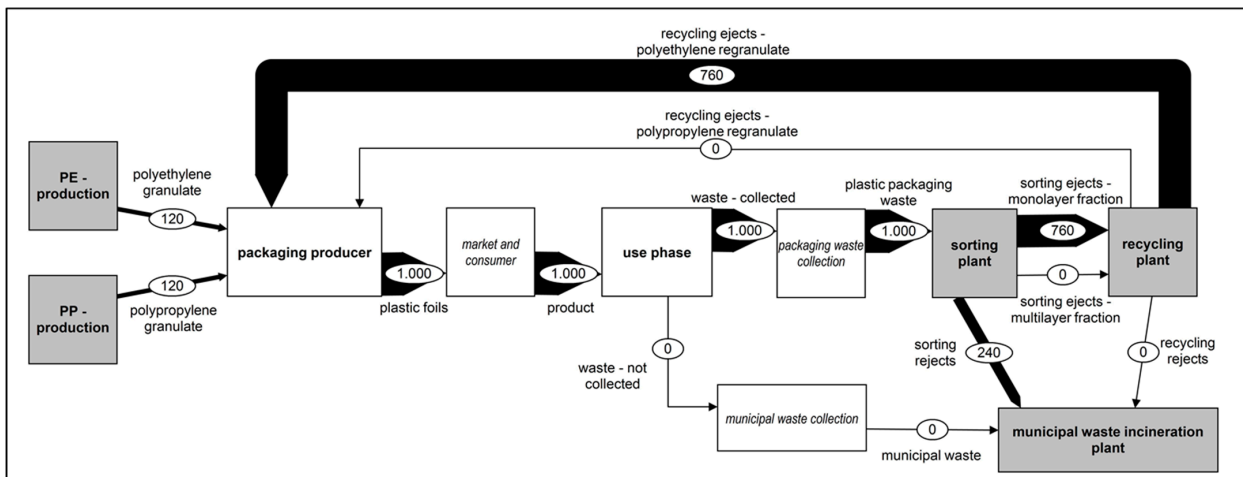 recycling ejects -
polyethylene regranulate
760
recycling ejects -
polypropylene regranulate
0
PE -
production
polyethylene
granulate
120
PP -
production
120
polypropylene
granulate
packaging producer
1.000
plastic foils
market and
consumer
1.000
product
use phase
waste - collected
1.000
packaging waste
collection
plastic packaging
waste
1.000
sorting
plant
sorting ejects -
monolayer fraction
760
0
sorting ejects -
multilayer fraction
recycling
plant
0
waste - not
collected
sorting
rejects
240
0
recycling
rejects
municipal waste collection
0
municipal waste
municipal waste incineration
plant